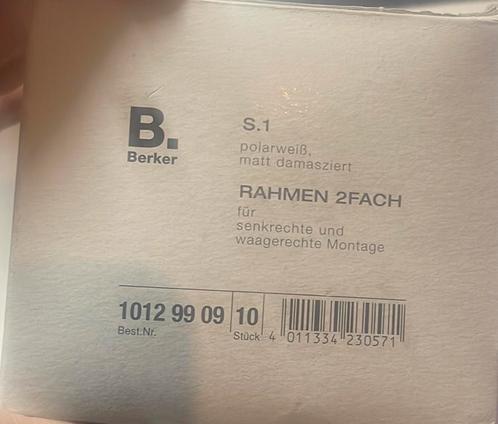 B.
Berker
S.1
polarweiß,
matt damasziert
RAHMEN 2FACH
für
senkrechte und
waagerechte Montage
1012 99 09 10
Best.Nr. Stück
4 011334 230571